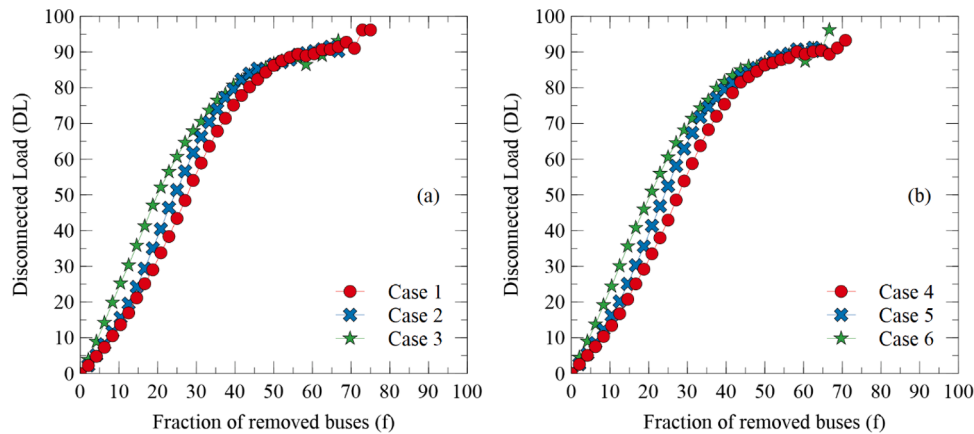 100
90
80
70
60
50
40
30
20
10
0
Disconnected Load (DL)
(a)
Case 1
Case 2
Case 3
0 10 20 30 40 50 60 70 80 90 100
Fraction of removed buses (f)
100
90
80
70
60
50
40
30
20
10
0
Disconnected Load (DL)
(b)
Case 4
Case 5
Case 6
0 10 20 30 40 50 60 70 80 90 100
Fraction of removed buses (f)